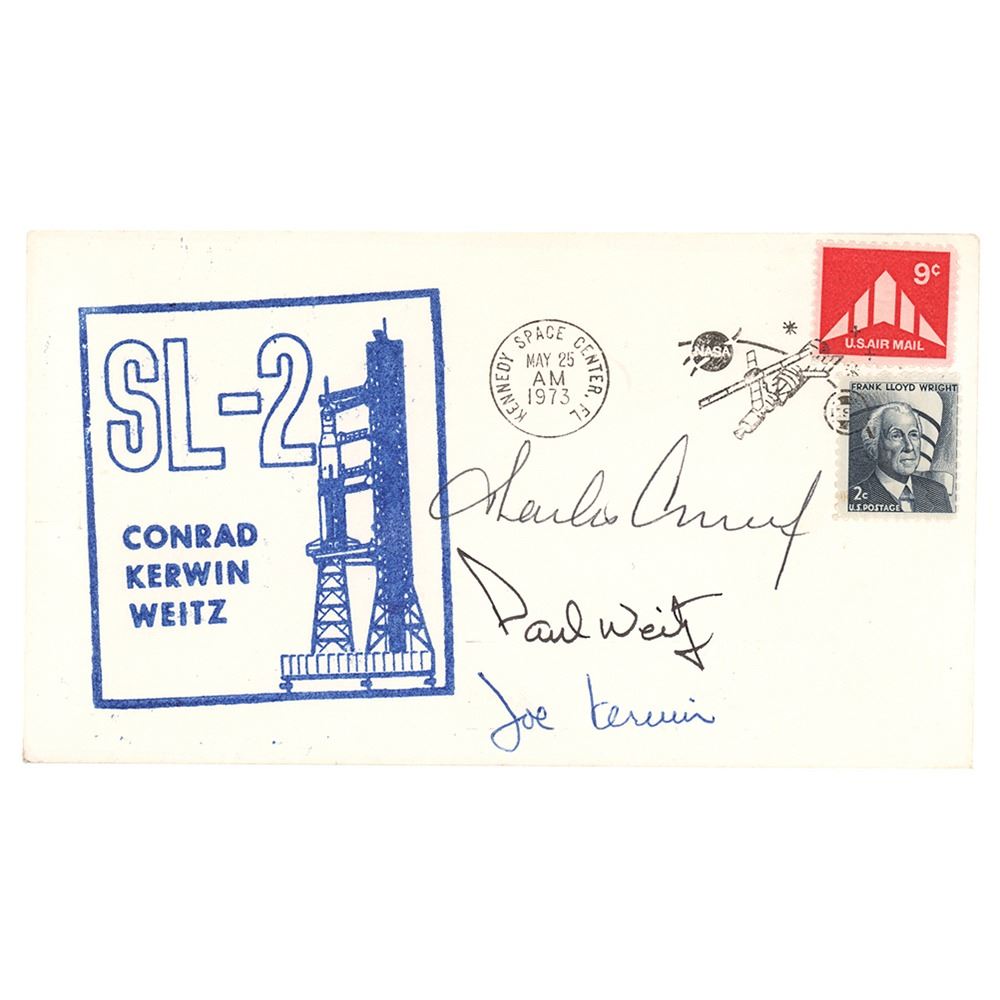 SL-2
CONRAD
KERWIN
WEITZ
KENNEDY SPACE CENTER, FL
MAY 25
AM
1973
NASA
9¢
U.S. AIR MAIL
FRANK LLOYD WRIGHT
2c
U.S. POSTAGE
Charles Conrad
Paul Weitz
Joe Kerwin